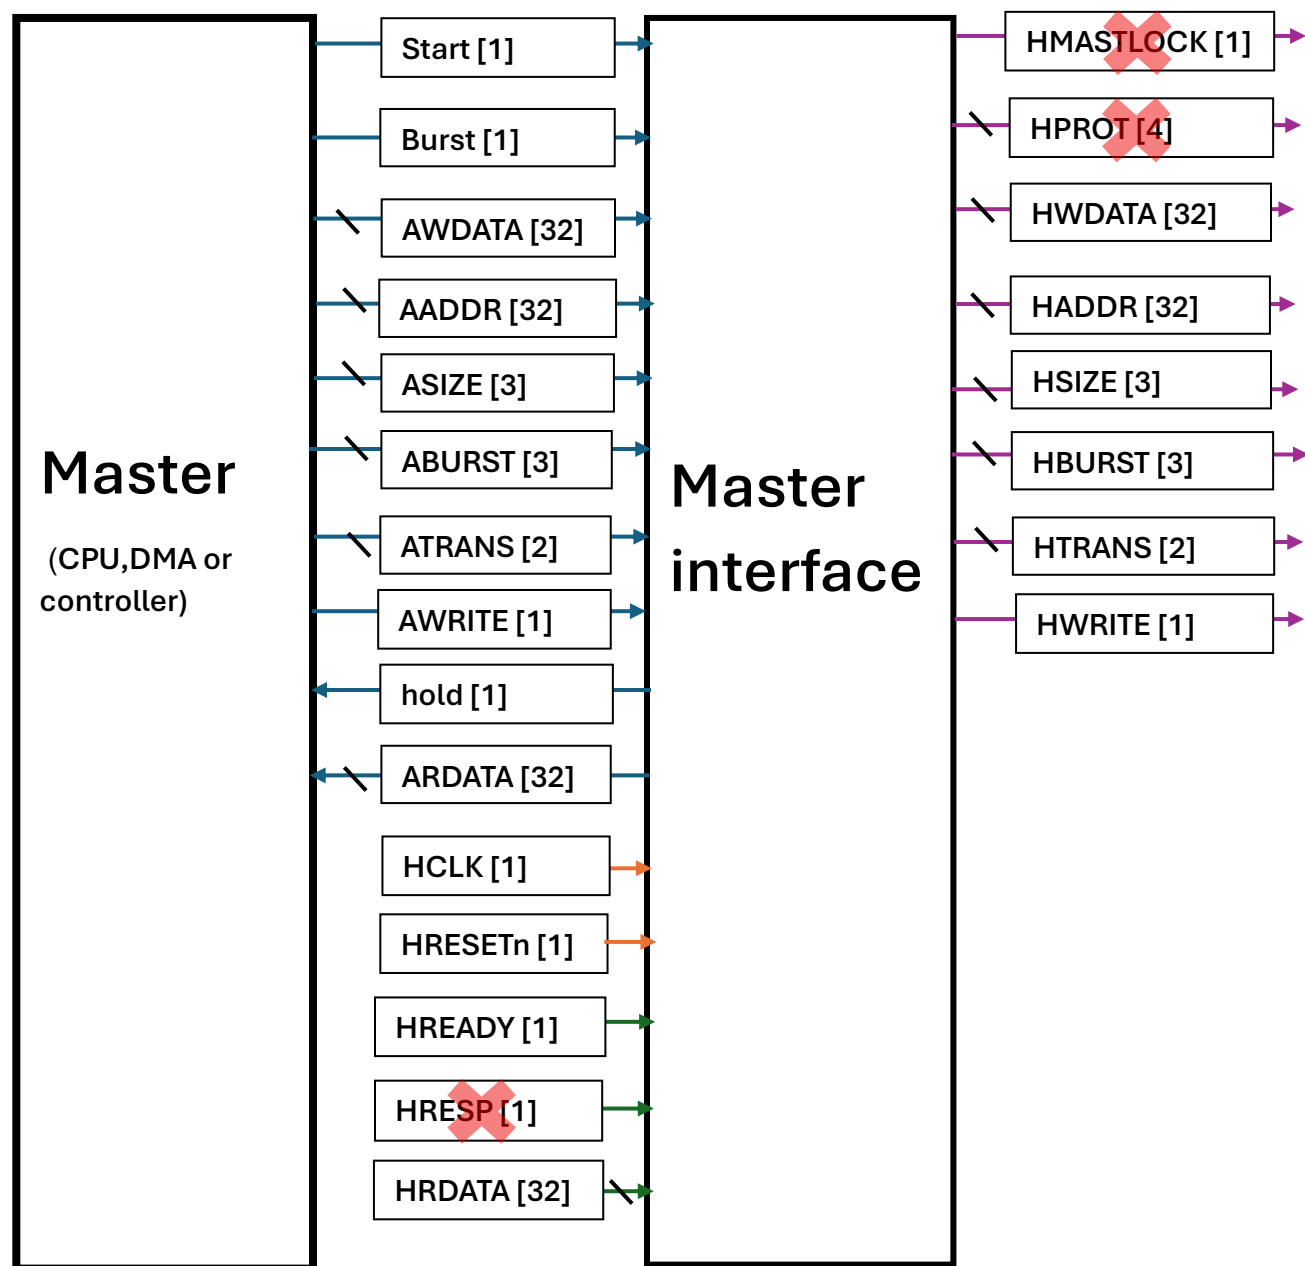 Master
(CPU,DMA or
controller)
Start [1]
Burst [1]
AWDATA [32]
AADDR [32]
ASIZE [3]
ABURST [3]
ATRANS [2]
AWRITE [1]
hold [1]
ARDATA [32]
HCLK [1]
HRESETn [1]
HREADY [1]
HRESP [1]
HRDATA [32]
Master
interface
HMASTLOCK [1]
HPROT [4]
HWDATA [32]
HADDR [32]
HSIZE [3]
HBURST [3]
HTRANS [2]
HWRITE [1]